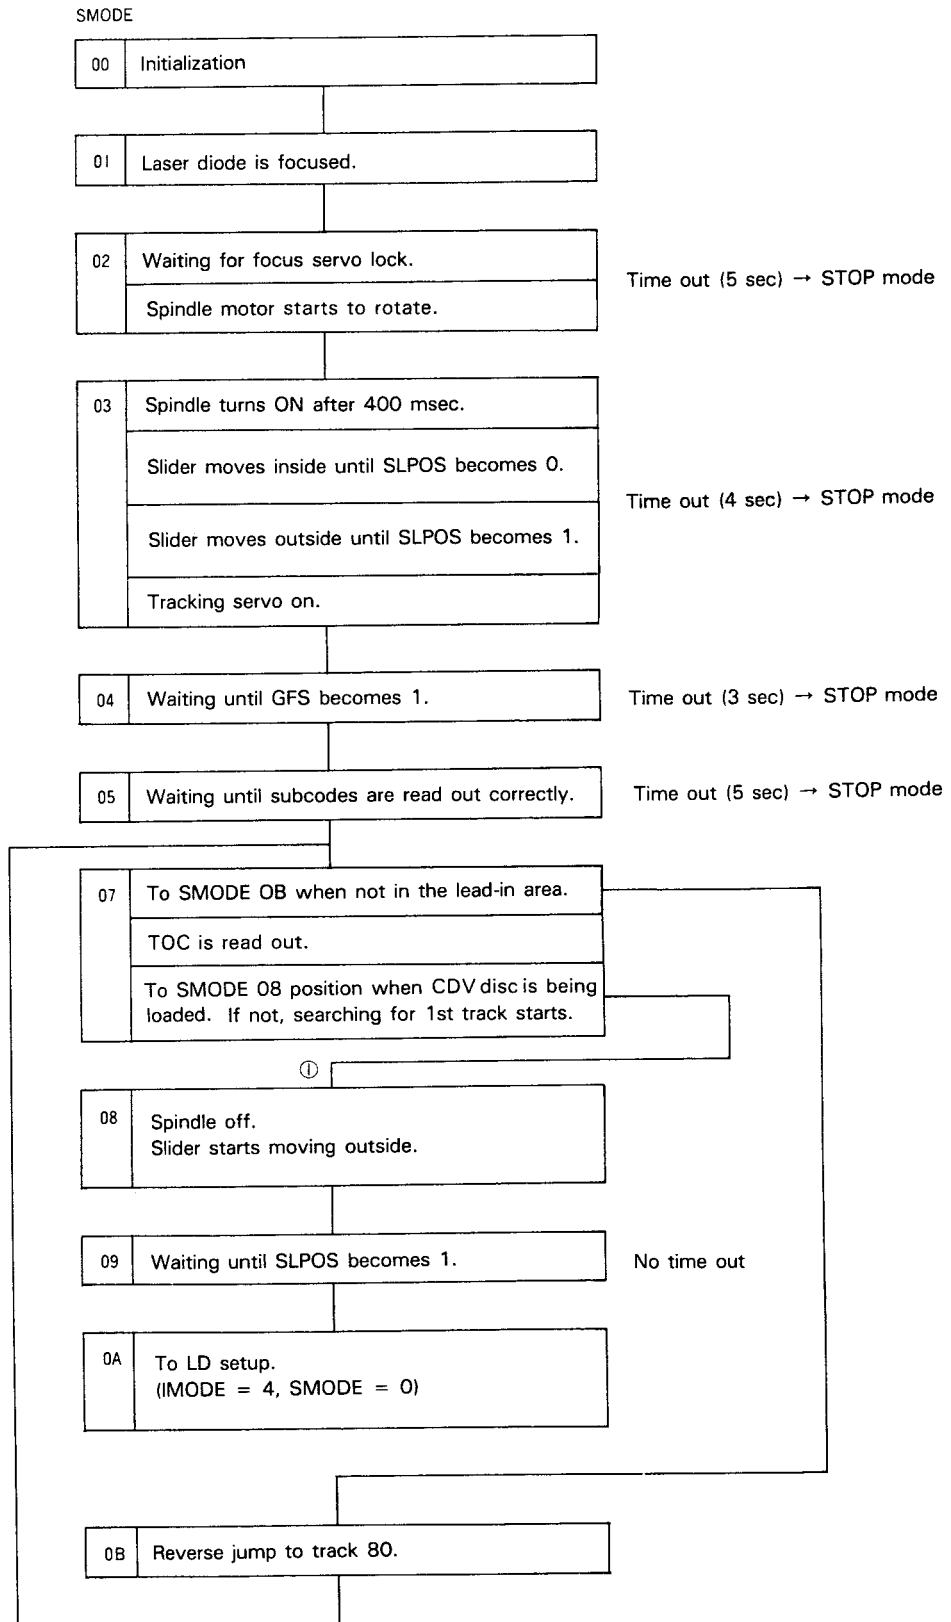 SMODE
00 Initialization
01 Laser diode is focused.
02 Waiting for focus servo lock.
Time out (5 sec) → STOP mode
Spindle motor starts to rotate.
03 Spindle turns ON after 400 msec.
Slider moves inside until SLPOS becomes 0.
Time out (4 sec) → STOP mode
Slider moves outside until SLPOS becomes 1.
Tracking servo on.
04 Waiting until GFS becomes 1. Time out (3 sec) → STOP mode
05 Waiting until subcodes are read out correctly. Time out (5 sec) → STOP mode
07 To SMODE 0B when not in the lead-in area.
TOC is read out.
To SMODE 08 position when CDV disc is being
loaded. If not, searching for 1st track starts.
①
08 Spindle off.
Slider starts moving outside.
09 Waiting until SLPOS becomes 1. No time out
0A To LD setup.
(IMODE = 4, SMODE = 0)
0B Reverse jump to track 80.